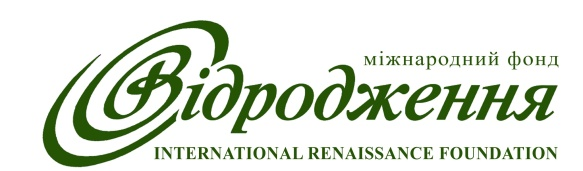 міжнародний фонд
Відродження
INTERNATIONAL RENAISSANCE FOUNDATION